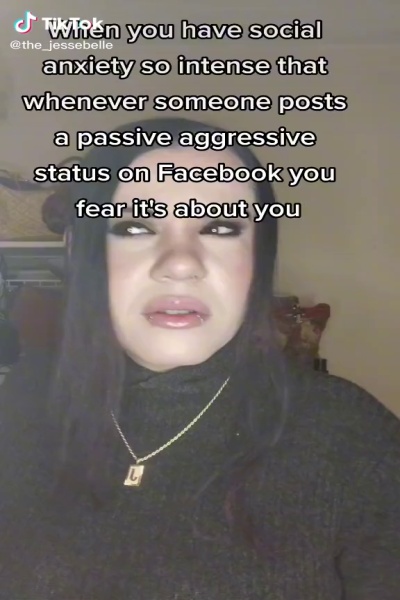 TikTok
@the_jessebelle
When you have social
anxiety so intense that
whenever someone posts
a passive aggressive
status on Facebook you
fear it's about you